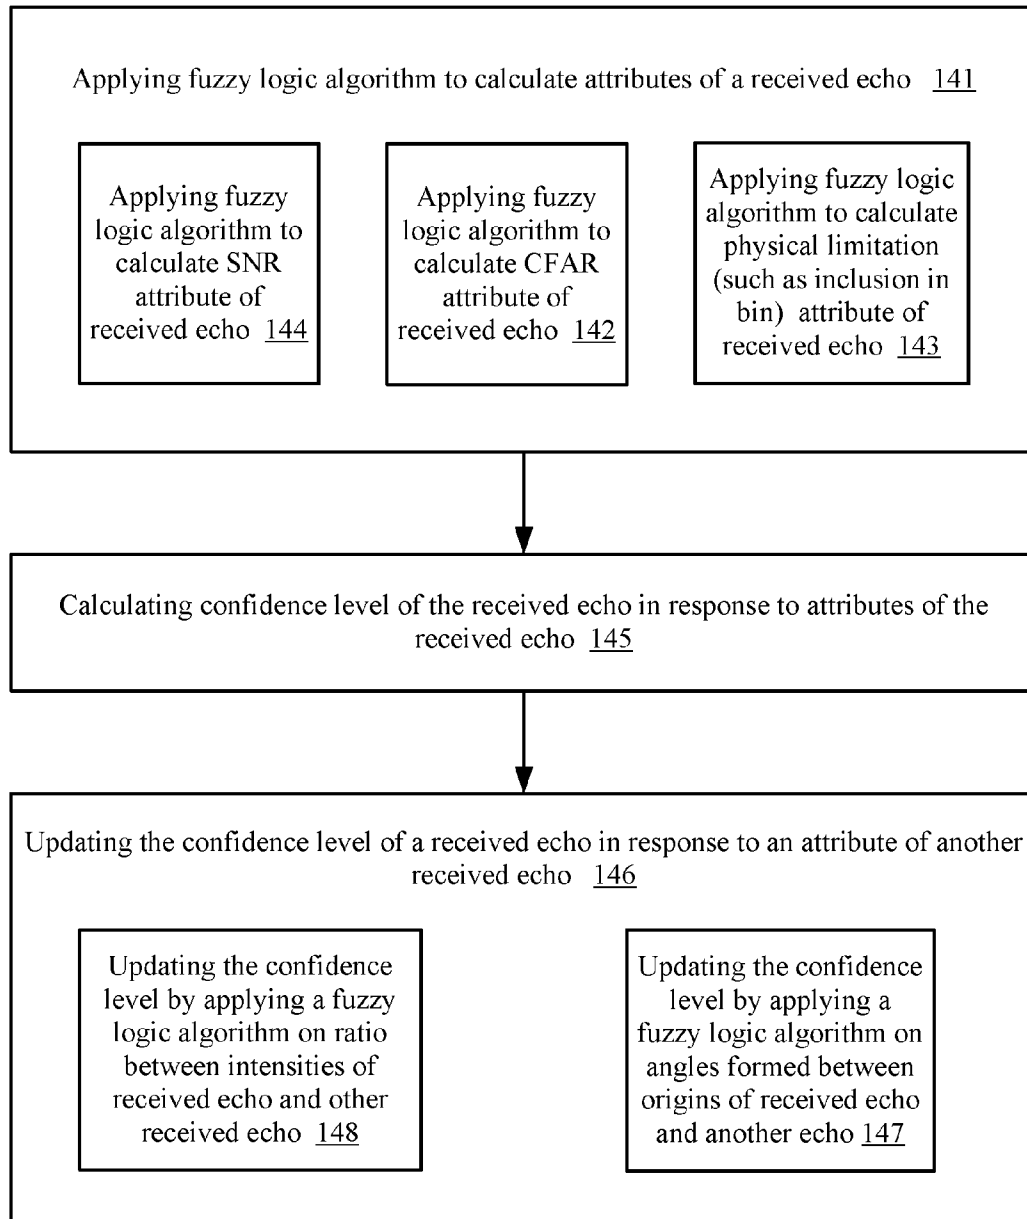 Applying fuzzy logic algorithm to calculate attributes of a received echo 141
Applying fuzzy
logic algorithm to
calculate SNR
attribute of
received echo 144
Applying fuzzy
logic algorithm to
calculate CFAR
attribute of
received echo 142
Applying fuzzy logic
algorithm to calculate
physical limitation
(such as inclusion in
bin) attribute of
received echo 143
Calculating confidence level of the received echo in response to attributes of the
received echo 145
Updating the confidence level of a received echo in response to an attribute of another
received echo 146
Updating the confidence
level by applying a fuzzy
logic algorithm on ratio
between intensities of
received echo and other
received echo 148
Updating the confidence
level by applying a
fuzzy logic algorithm on
angles formed between
origins of received echo
and another echo 147